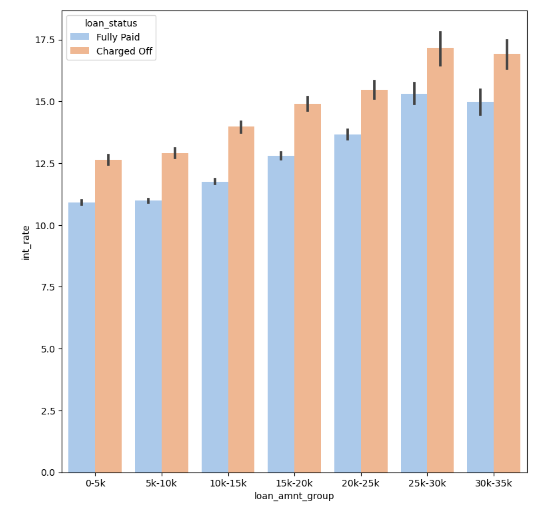 loan_status
Fully Paid
Charged Off
17.5
15.0
12.5
10.0
7.5
5.0
2.5
0.0
int_rate
0-5k 5k-10k 10k-15k 15k-20k 20k-25k 25k-30k 30k-35k
loan_amnt_group